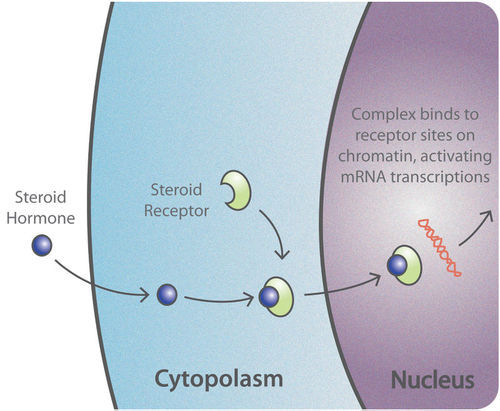 Complex binds to
receptor sites on
chromatin, activating
mRNA transcriptions
Steroid
Hormone
Steroid
Receptor
Cytopolasm
Nucleus